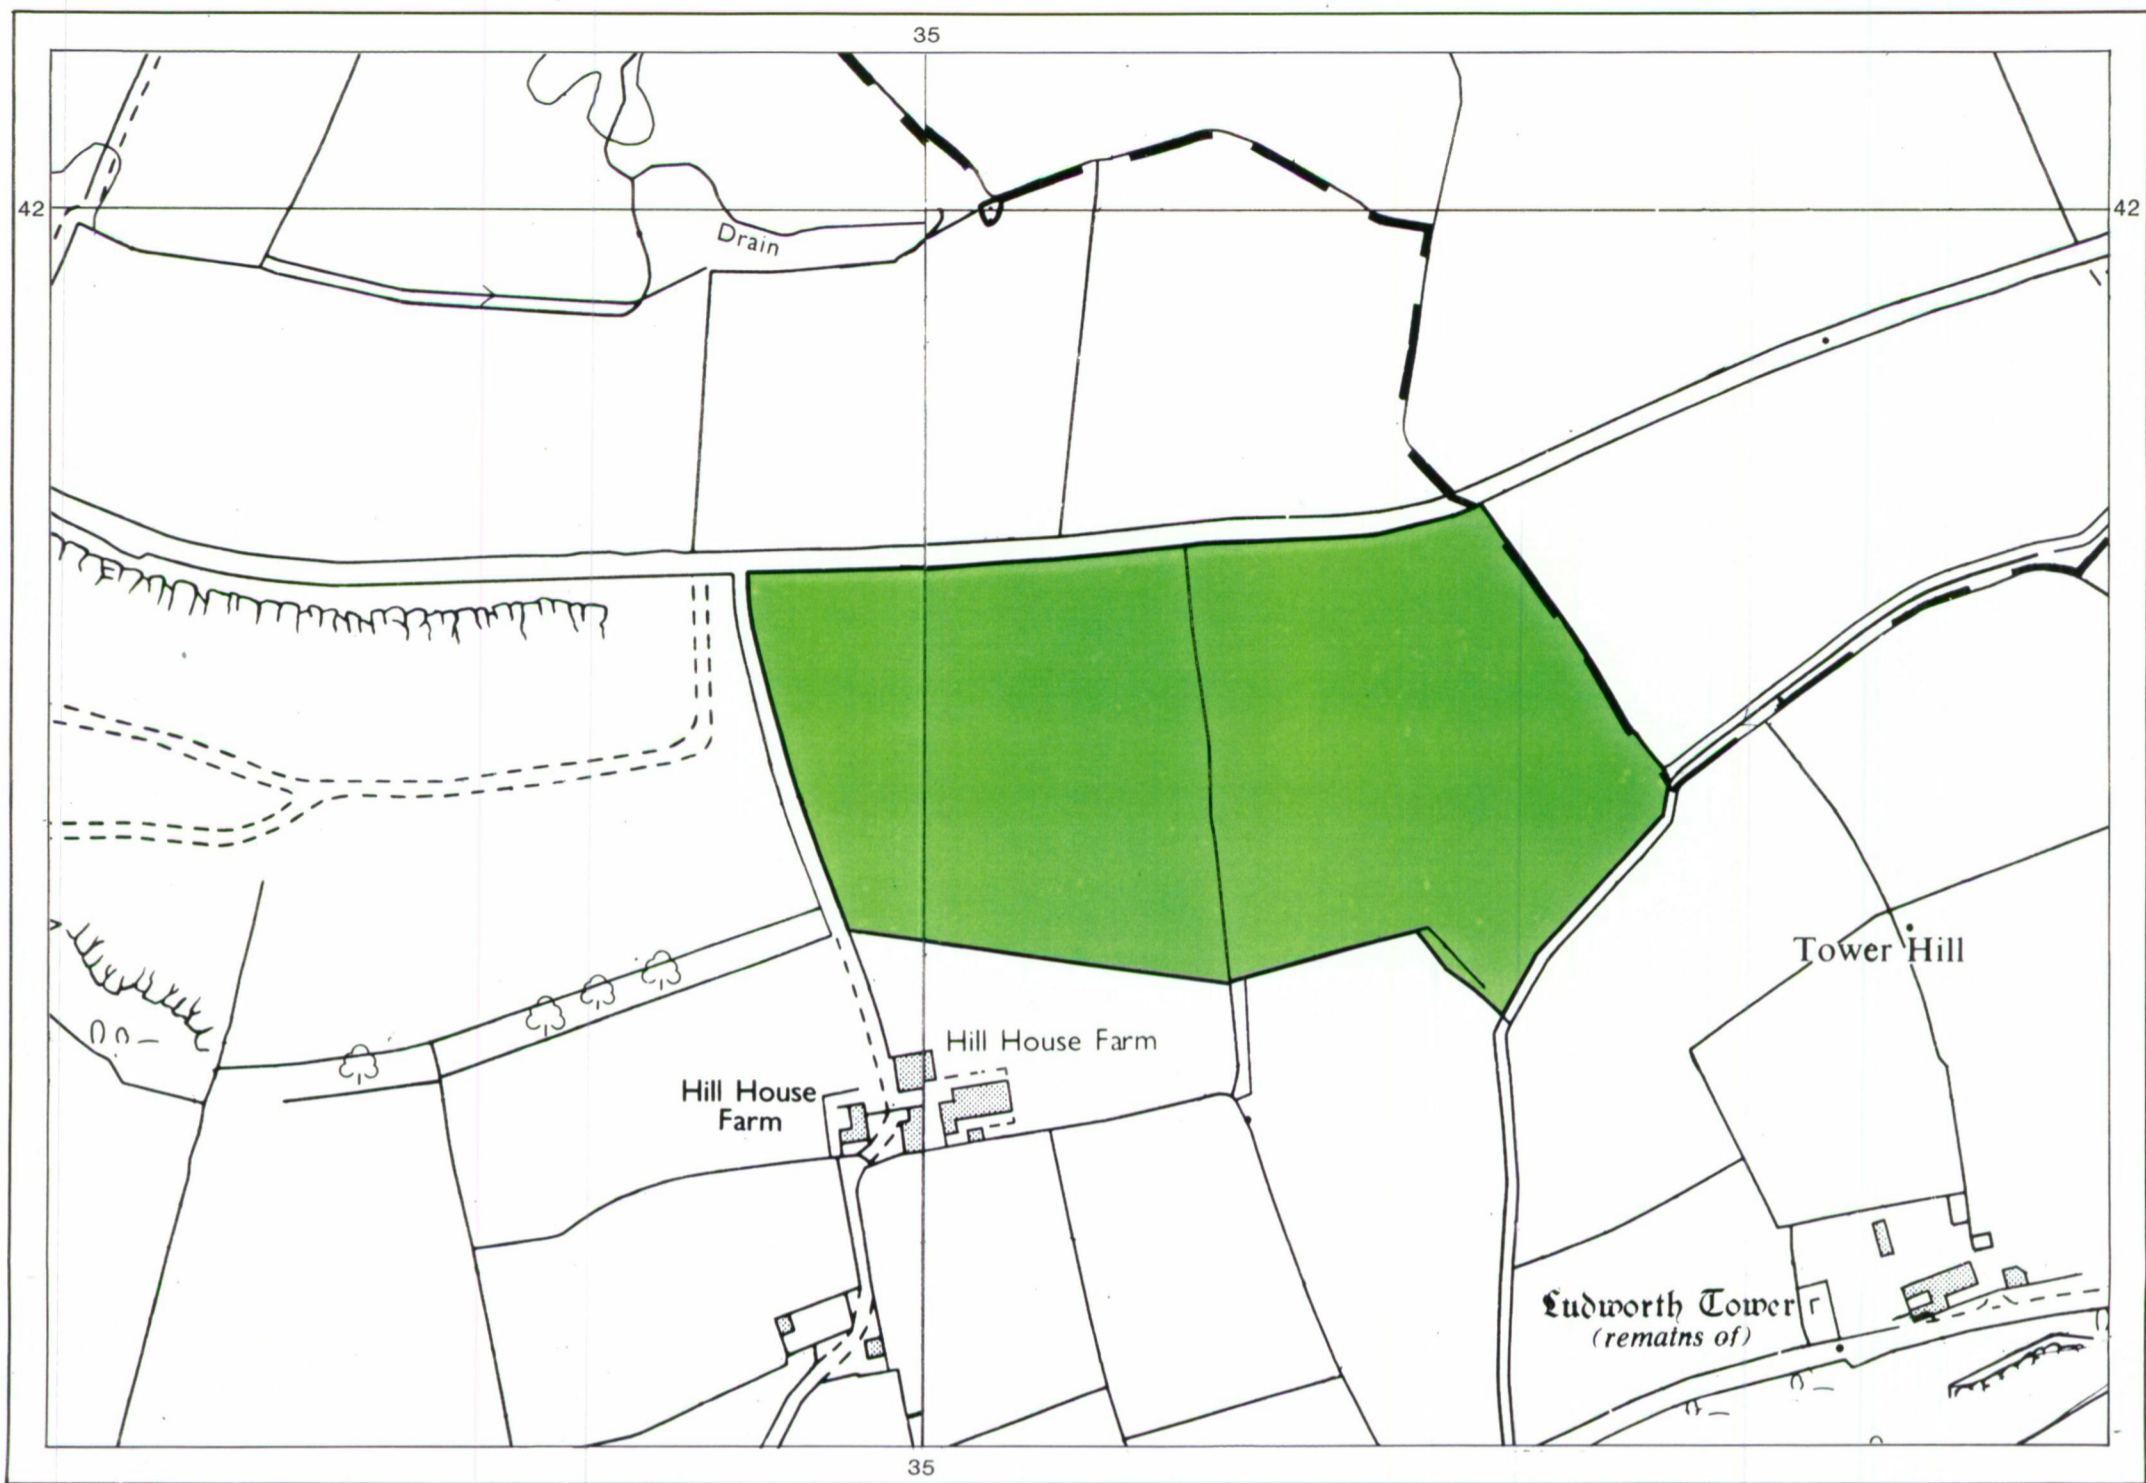 35
42
42
Drain
Tower Hill
Hill House Farm
Hill House
Farm
Ludworth Tower
(remains of)
35